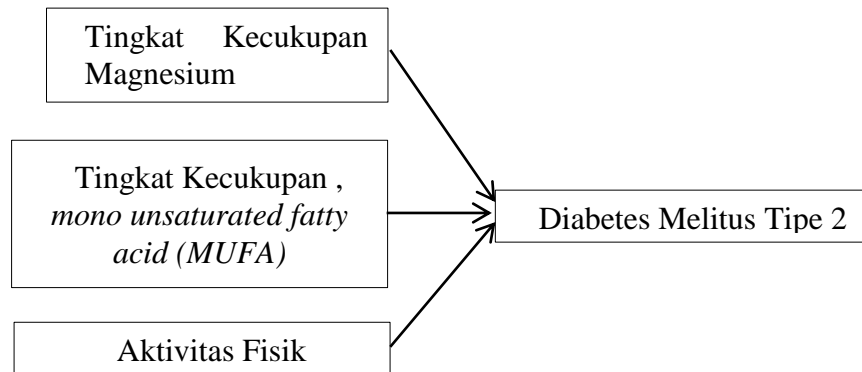 Tingkat Kecukupan
Magnesium
Tingkat Kecukupan ,
mono unsaturated fatty
acid (MUFA)
Diabetes Melitus Tipe 2
Aktivitas Fisik